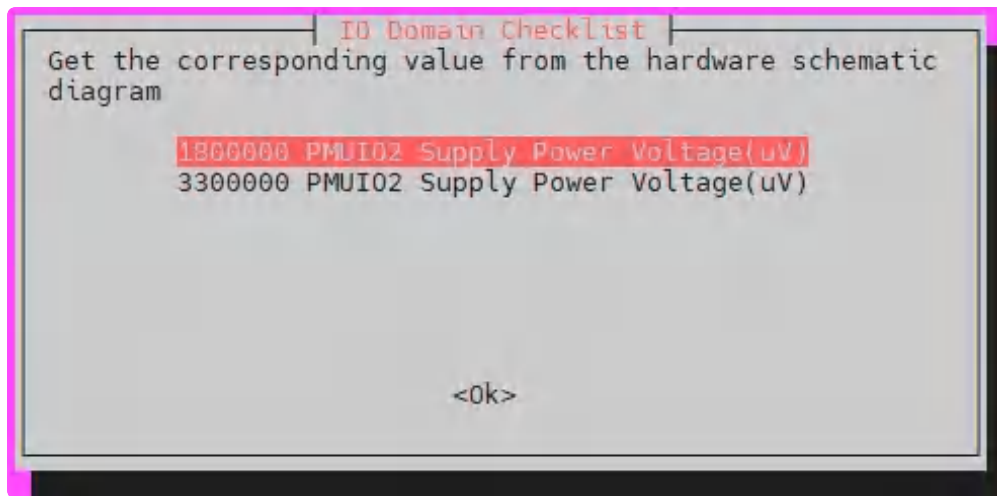 IO Domain Checklist
Get the corresponding value from the hardware schematic
diagram
1800000 PMUIO2 Supply Power Voltage(uV)
3300000 PMUIO2 Supply Power Voltage(uV)
<Ok>